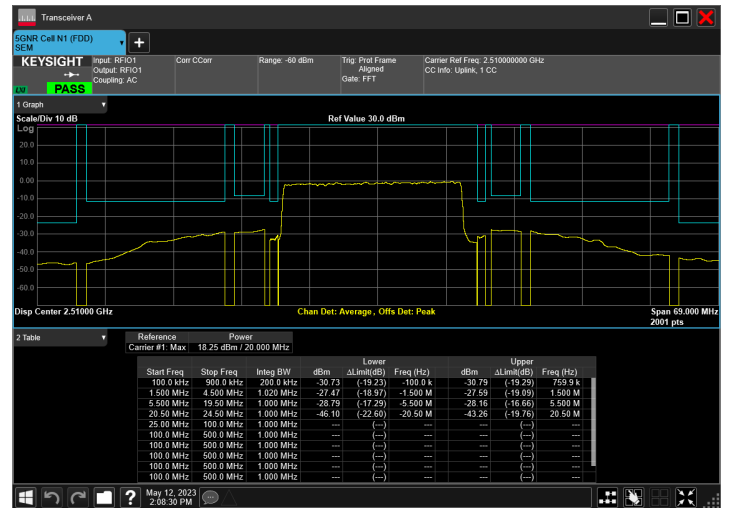 Transceiver A
5GNR Cell N1 (FDD)
SEM
+
KEYSIGHT
LXI
PASS
Input: RFIO1
Output: RFIO1
Coupling: AC
Corr CCorr
Range: -60 dBm
Trig: Prot Frame
Aligned
Gate: FFT
Carrier Ref Freq: 2.510000000 GHz
CC Info: Uplink, 1 CC
1 Graph
Scale/Div 10 dB
Ref Value 30.0 dBm
Log
20.0
10.0
0.00
-10.0
-20.0
-30.0
-40.0
-50.0
-60.0
Disp Center 2.51000 GHz
Chan Det: Average , Offs Det: Peak
Span 69.000 MHz
2001 pts
2 Table
Reference Power
Carrier #1: Max 18.25 dBm / 20.000 MHz
Lower Upper
Start Freq Stop Freq Integ BW dBm ΔLimit(dB) Freq (Hz) dBm ΔLimit(dB) Freq (Hz)
100.0 kHz 900.0 kHz 200.0 kHz -30.73 (-19.23) -100.0 k -30.79 (-19.29) 759.9 k
1.500 MHz 4.500 MHz 1.020 MHz -27.47 (-18.97) -1.500 M -27.59 (-19.09) 1.500 M
5.500 MHz 19.50 MHz 1.000 MHz -28.79 (-17.29) -5.500 M -28.16 (-16.66) 5.500 M
20.50 MHz 24.50 MHz 1.000 MHz -46.10 (-22.60) -20.50 M -43.26 (-19.76) 20.50 M
25.00 MHz 100.0 MHz 1.000 MHz --- (---) --- --- (---) ---
100.0 MHz 500.0 MHz 1.000 MHz --- (---) --- --- (---) ---
100.0 MHz 500.0 MHz 1.000 MHz --- (---) --- --- (---) ---
100.0 MHz 500.0 MHz 1.000 MHz --- (---) --- --- (---) ---
100.0 MHz 500.0 MHz 1.000 MHz --- (---) --- --- (---) ---
100.0 MHz 500.0 MHz 1.000 MHz --- (---) --- --- (---) ---
?
May 12, 2023
2:08:30 PM